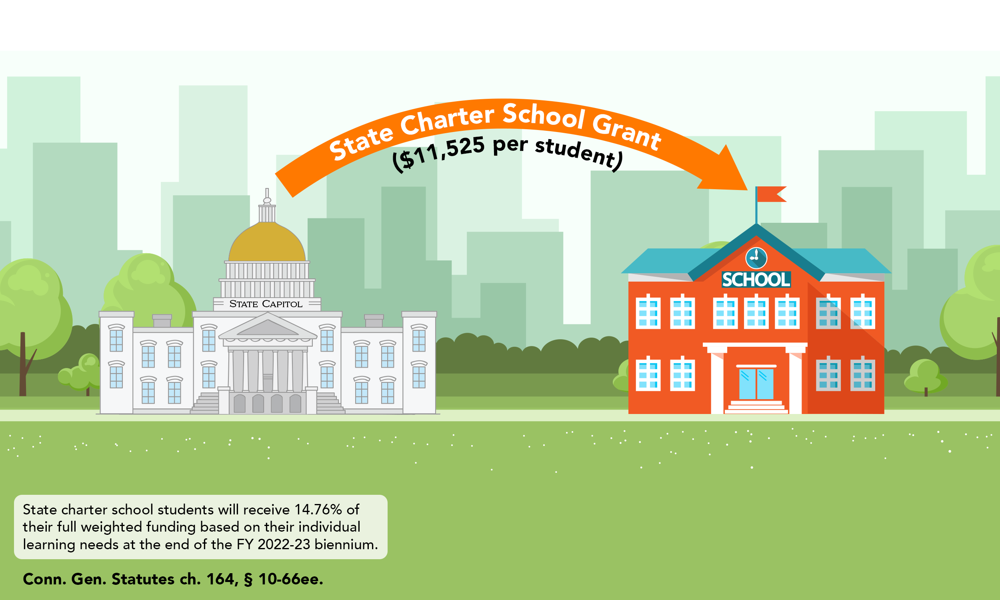 State Charter School Grant
($11,525 per student)
SCHOOL
STATE CAPITOL
State charter school students will receive 14.76% of
their full weighted funding based on their individual
learning needs at the end of the FY 2022-23 biennium.
Conn. Gen. Statutes ch. 164, § 10-66ee.